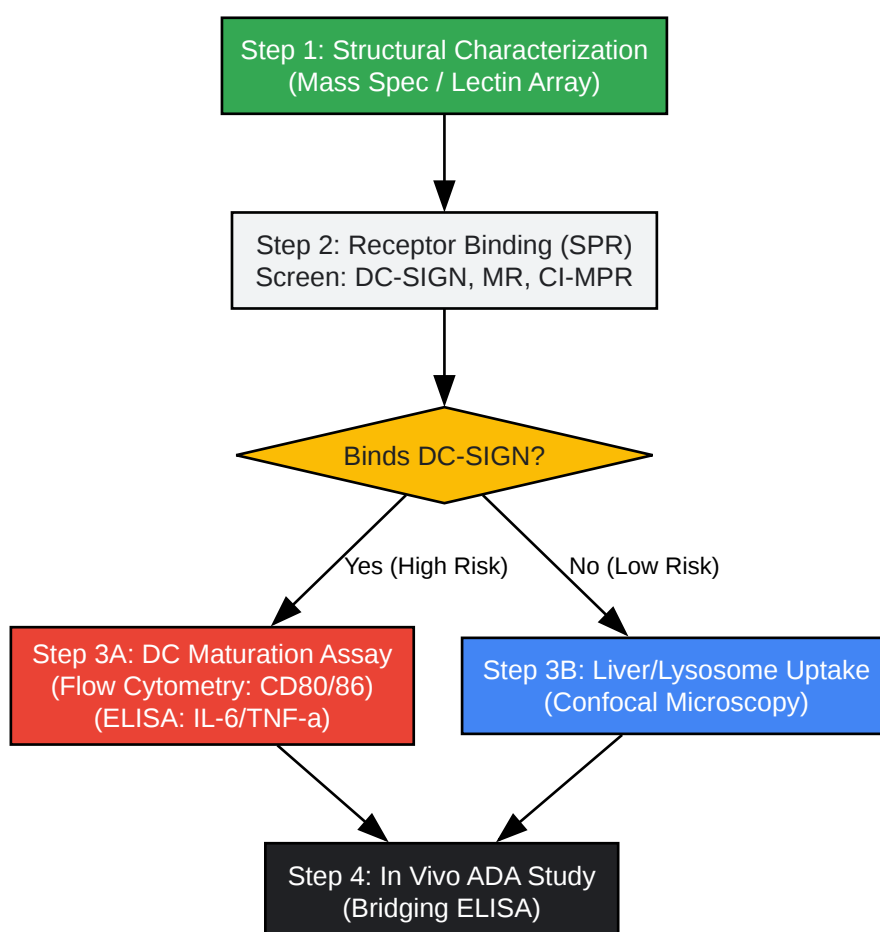 Step 1: Structural Characterization
(Mass Spec / Lectin Array)
Step 2: Receptor Binding (SPR)
Screen: DC-SIGN, MR, CI-MPR
Binds DC-SIGN?
Yes (High Risk)
No (Low Risk)
Step 3A: DC Maturation Assay
(Flow Cytometry: CD80/86)
(ELISA: IL-6/TNF-a)
Step 3B: Liver/Lysosome Uptake
(Confocal Microscopy)
Step 4: In Vivo ADA Study
(Bridging ELISA)